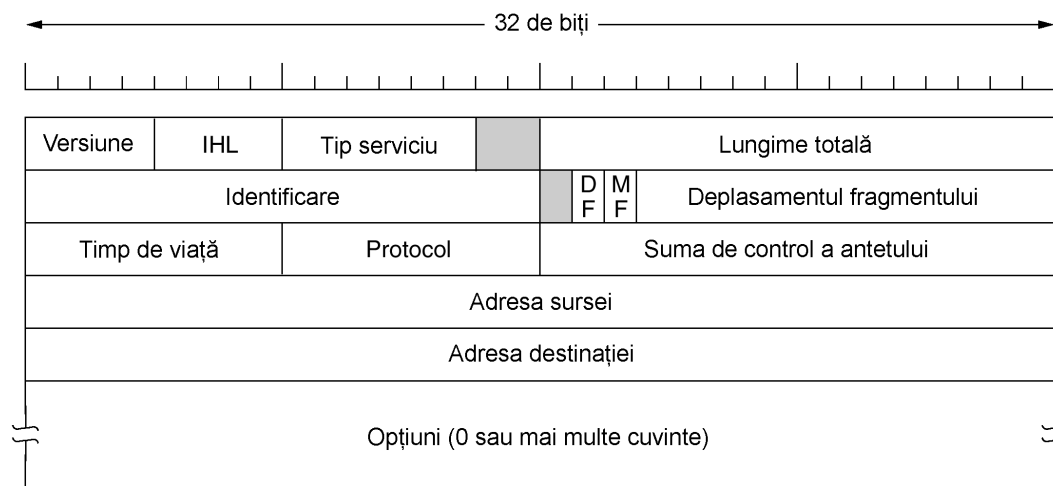 32 de biți
Versiune IHL Tip serviciu Lungime totală
Identificare D F M F Deplasamentul fragmentului
Timp de viață Protocol Suma de control a antetului
Adresa sursei
Adresa destinației
Opțiuni (0 sau mai multe cuvinte)